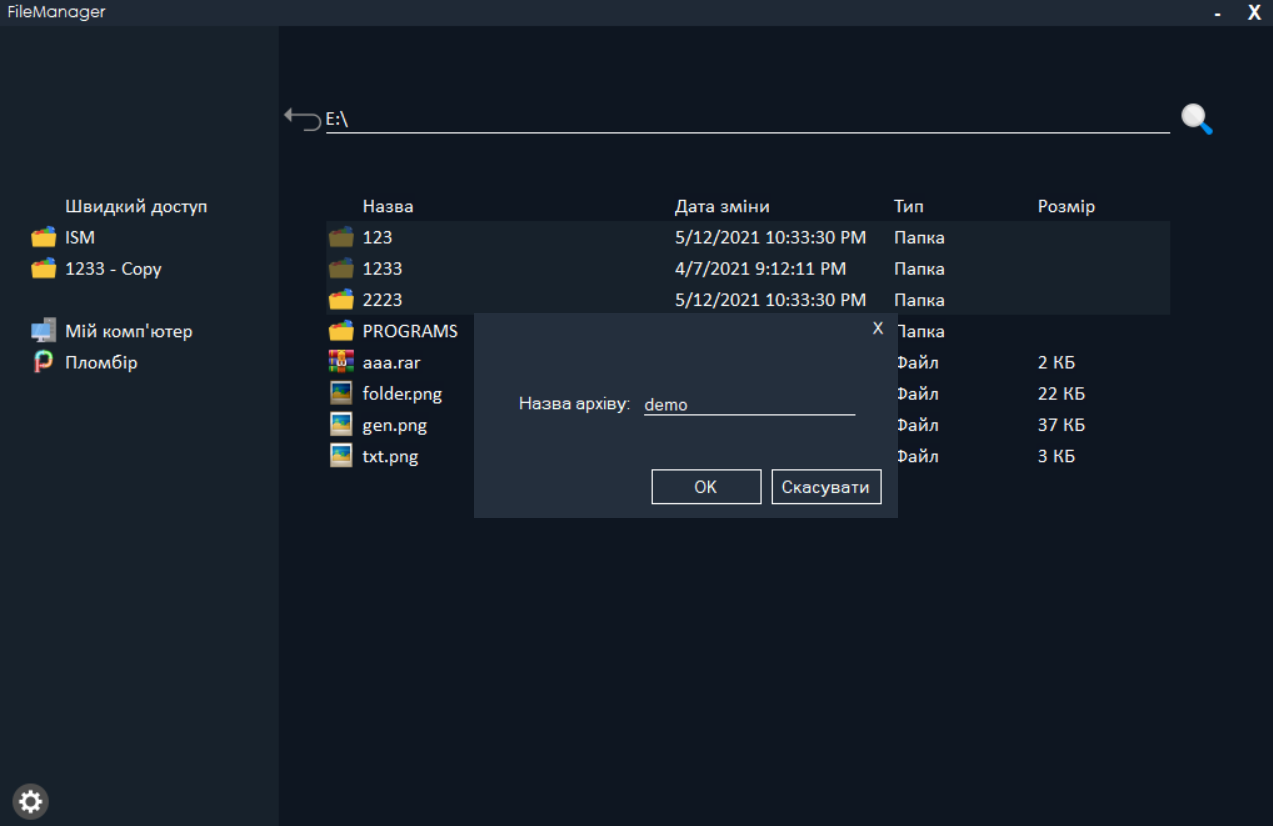 FileManager - X
E:\
Швидкий доступ
ISM
1233 - Copy
Мій комп'ютер
Пломбір
Назва Дата зміни Тип Розмір
123 5/12/2021 10:33:30 PM Папка
1233 4/7/2021 9:12:11 PM Папка
2223 5/12/2021 10:33:30 PM Папка
PROGRAMS Папка
aaa.rar Файл 2 КБ
folder.png Файл 22 КБ
gen.png Файл 37 КБ
txt.png Файл 3 КБ
X
Назва архіву: demo
OK Скасувати